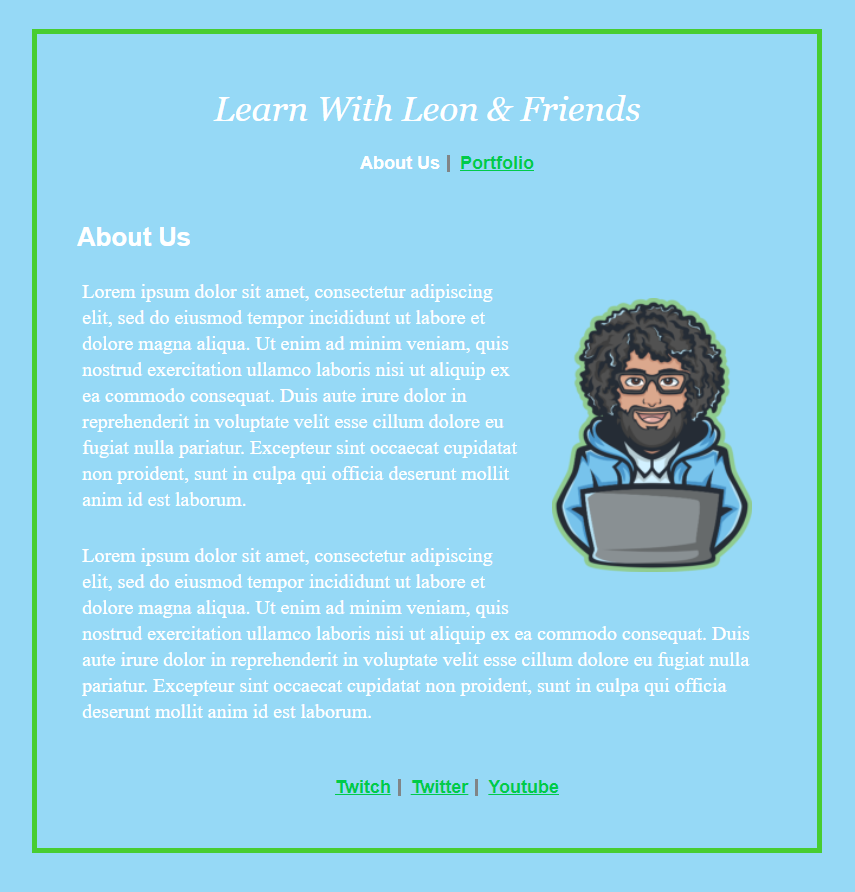 Learn With Leon & Friends
About Us | Portfolio
About Us
Lorem ipsum dolor sit amet, consectetur adipiscing
elit, sed do eiusmod tempor incididunt ut labore et
dolore magna aliqua. Ut enim ad minim veniam, quis
nostrud exercitation ullamco laboris nisi ut aliquip ex
ea commodo consequat. Duis aute irure dolor in
reprehenderit in voluptate velit esse cillum dolore eu
fugiat nulla pariatur. Excepteur sint occaecat cupidatat
non proident, sunt in culpa qui officia deserunt mollit
anim id est laborum.
Lorem ipsum dolor sit amet, consectetur adipiscing
elit, sed do eiusmod tempor incididunt ut labore et
dolore magna aliqua. Ut enim ad minim veniam, quis
nostrud exercitation ullamco laboris nisi ut aliquip ex ea commodo consequat. Duis
aute irure dolor in reprehenderit in voluptate velit esse cillum dolore eu fugiat nulla
pariatur. Excepteur sint occaecat cupidatat non proident, sunt in culpa qui officia
deserunt mollit anim id est laborum.
Twitch | Twitter | Youtube